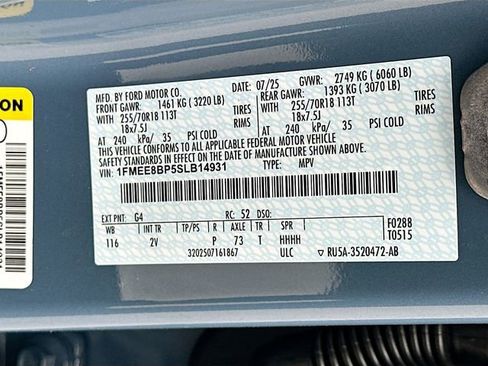 MFD. BY FORD MOTOR CO.
07/25
GVWR: 2749 KG ( 6060 LB)
FRONT GAWR: 1461 KG ( 3220 LB)
REAR GAWR: 1393 KG ( 3070 LB)
WITH 255/70R18 113T
18x7.5J
WITH 255/70R18 113T
18x7.5J
AT 240 kPa/ 35 PSI COLD
AT 240 kPa/ 35 PSI COLD
THIS VEHICLE CONFORMS TO ALL APPLICABLE FEDERAL MOTOR
VEHICLE SAFETY STANDARDS IN EFFECT ON THE DATE OF MANUFACTURE SHOWN ABOVE.
VIN: 1FMEE8BP5SLB14931
TYPE: MPV
EXT PNT: G4
RC: 52 DSO:
F0288
T0515
WB INT TR TP/PS R AXLE TR SPR
116 2V P 73 T HHHH
3202507161867
ULC
RU5A-3520472-AB
ON